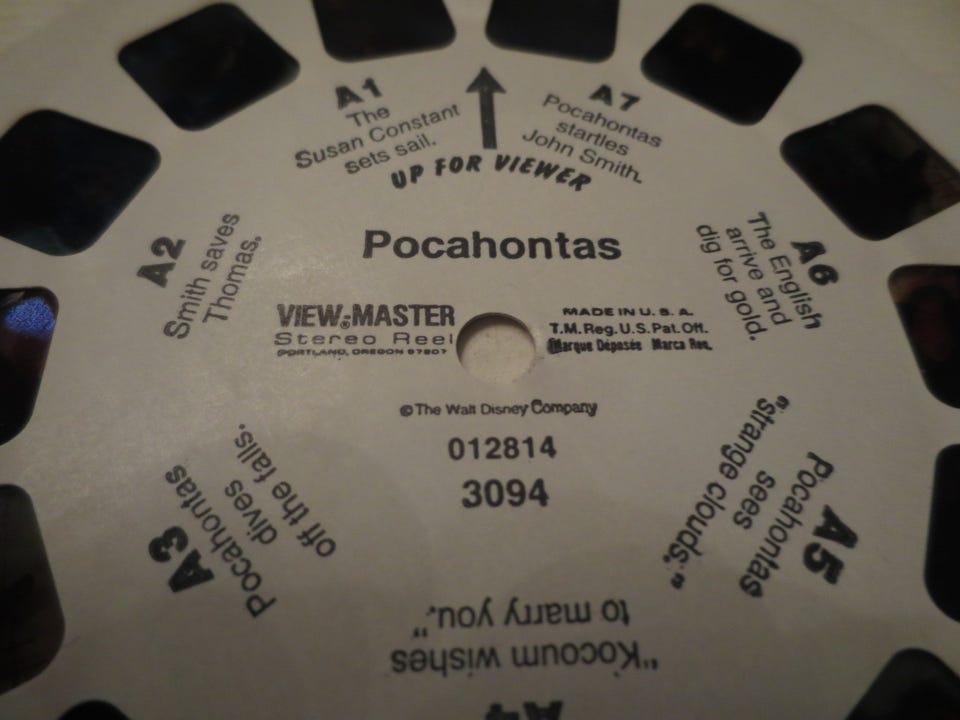 A1
The
Susan Constant
sets sail.
A7
Pocahontas
startles
John Smith.
UP FOR VIEWER
Pocahontas
A2
Smith saves
Thomas.
A6
The English
arrive and
dig for gold.
VIEW-MASTER
Stereo Reel
PORTLAND, OREGON 97207
MADE IN U.S.A.
T.M. Reg. U.S. Pat. Off.
Marque Déposée Marca Reg.
© The Walt Disney Company
012814
3094
A3
Pocahontas
dives
off the falls.
A5
Pocahontas
sees
"strange clouds."
A4
"Kocoum wishes
to marry you."